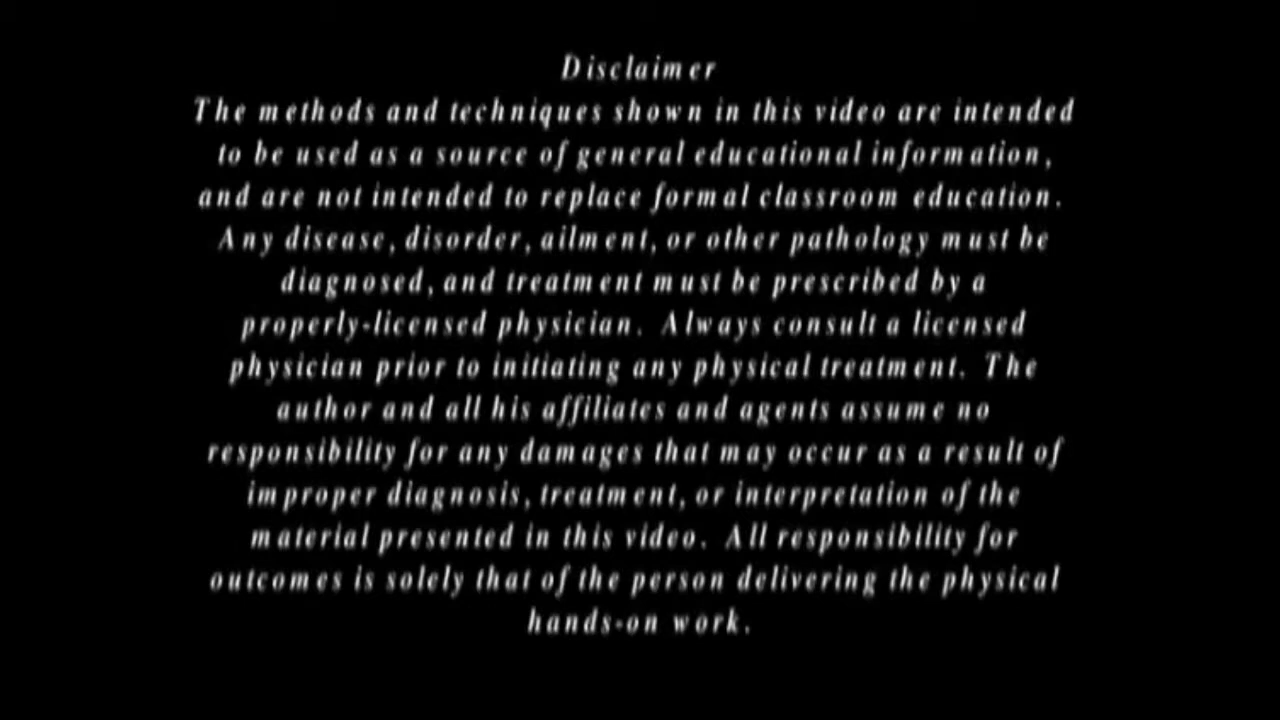 Disclaimer
The methods and techniques shown in this video are intended
to be used as a source of general educational information,
and are not intended to replace formal classroom education.
Any disease, disorder, ailment, or other pathology must be
diagnosed, and treatment must be prescribed by a
properly-licensed physician. Always consult a licensed
physician prior to initiating any physical treatment. The
author and all his affiliates and agents assume no
responsibility for any damages that may occur as a result of
improper diagnosis, treatment, or interpretation of the
material presented in this video. All responsibility for
outcomes is solely that of the person delivering the physical
hands-on work.